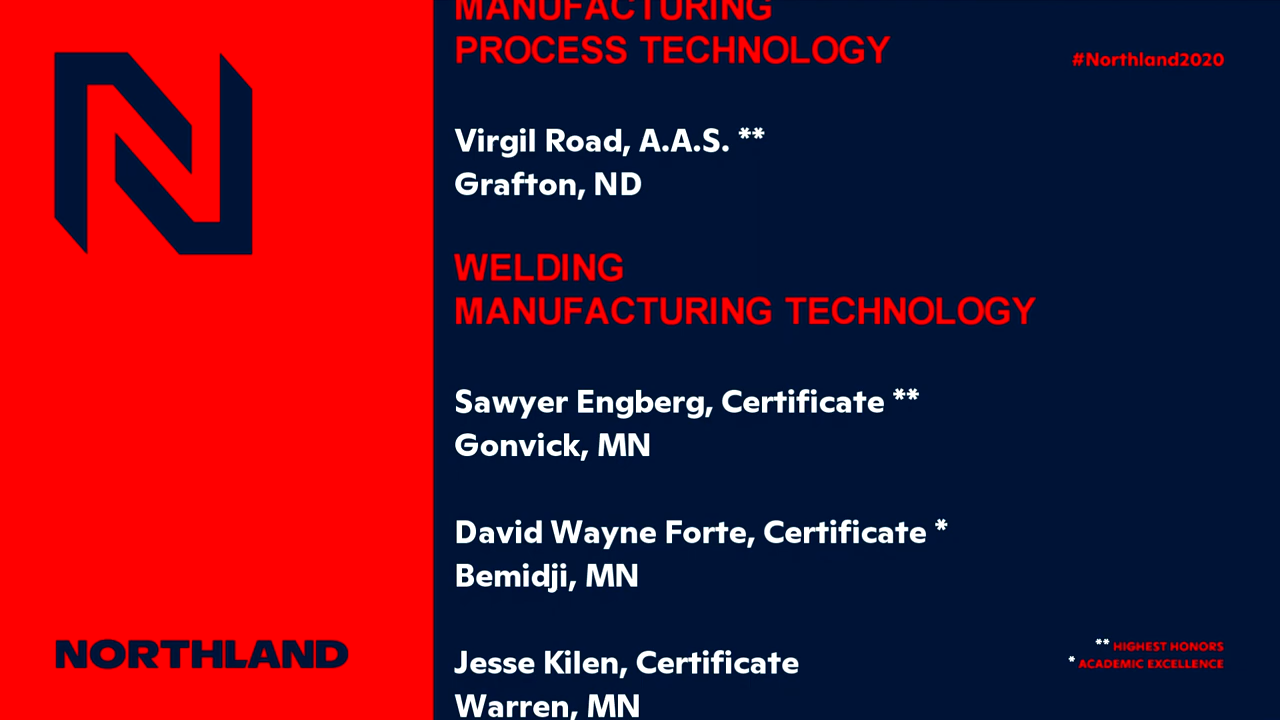 MANUFACTURING
PROCESS TECHNOLOGY
#Northland2020
Virgil Road, A.A.S. **
Grafton, ND
WELDING
MANUFACTURING TECHNOLOGY
Sawyer Engberg, Certificate **
Gonvick, MN
David Wayne Forte, Certificate *
Bemidji, MN
Jesse Kilen, Certificate
Warren, MN
NORTHLAND
** HIGHEST HONORS
* ACADEMIC EXCELLENCE